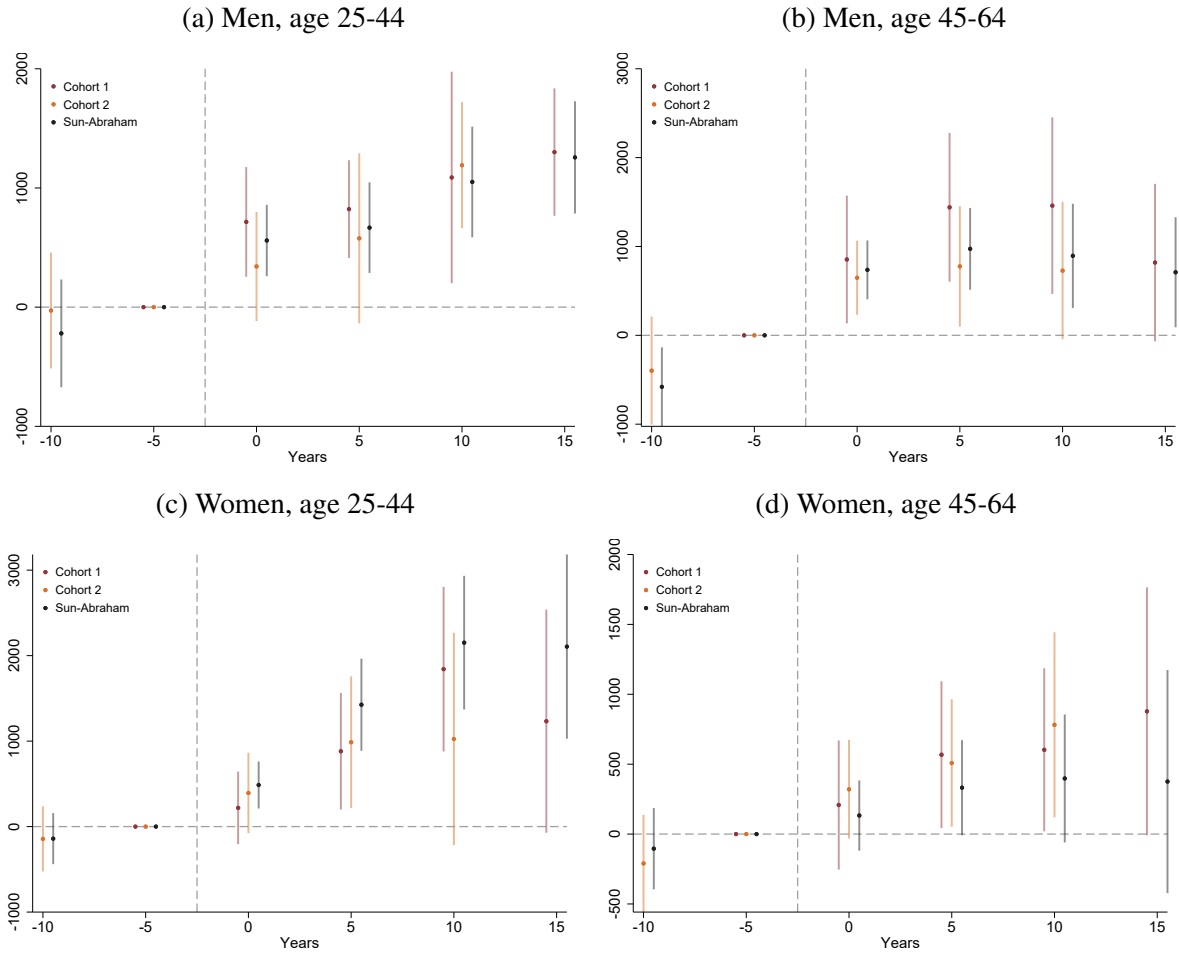 (a) Men, age 25-44
2000
1000
0
-1000
Cohort 1
Cohort 2
Sun-Abraham
-10 -5 0 5 10 15
Years
(b) Men, age 45-64
3000
2000
1000
0
-1000
Cohort 1
Cohort 2
Sun-Abraham
-10 -5 0 5 10 15
Years
(c) Women, age 25-44
3000
2000
1000
0
-1000
Cohort 1
Cohort 2
Sun-Abraham
-10 -5 0 5 10 15
Years
(d) Women, age 45-64
2000
1500
1000
500
0
-500
Cohort 1
Cohort 2
Sun-Abraham
-10 -5 0 5 10 15
Years